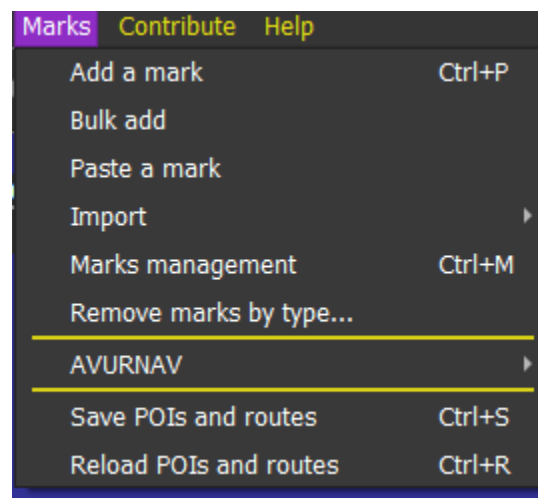 Marks Contribute Help
Add a mark Ctrl+P
Bulk add
Paste a mark
Import
Marks management Ctrl+M
Remove marks by type...
AVURNAV
Save POIs and routes Ctrl+S
Reload POIs and routes Ctrl+R